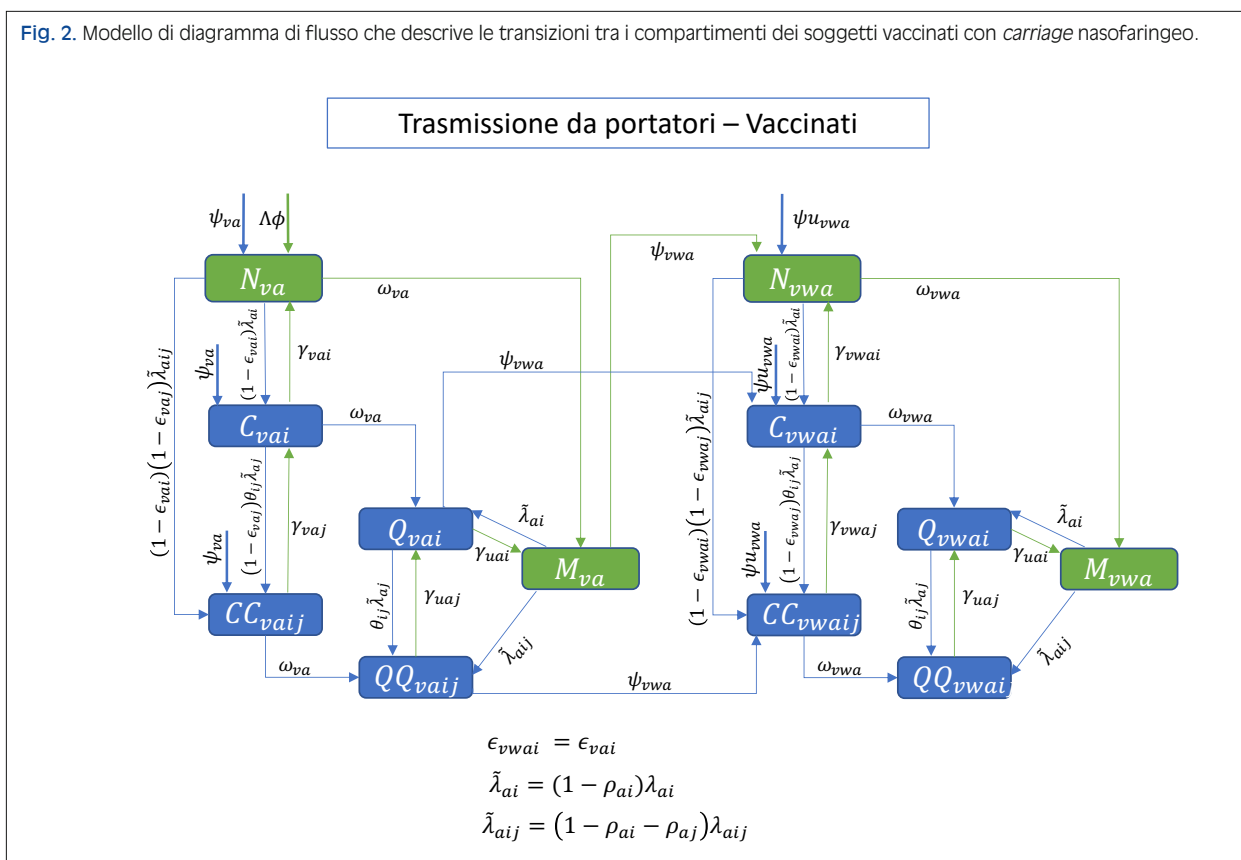 Fig. 2. Modello di diagramma di flusso che descrive le transizioni tra i compartimenti dei soggetti vaccinati con carriage nasofaringeo.
Trasmissione da portatori – Vaccinati
ψ_va
Λϕ
N_va
ω_va
(1 − ϵ_vai)λ̃_ai
γ_vai
(1 − ϵ_vai)(1 − ϵ_vaj)λ̃_aij
ψ_va
C_vai
ω_va
(1 − ϵ_vaj)θ_ij λ̃_aj
γ_vaj
ψ_va
CC_vaij
ω_va
Q_vai
λ̃_ai
γ_uai
M_va
θ_ij λ̃_aj
γ_uaj
λ̃_aij
QQ_vaij
ψ_vwa
ψ_vwa
ψ_vwa
ψu_vwa
N_vwa
ω_vwa
(1 − ϵ_vwai)λ̃_ai
γ_vwai
(1 − ϵ_vwai)(1 − ϵ_vwaj)λ̃_aij
ψu_vwa
C_vwai
ω_vwa
(1 − ϵ_vwaj)θ_ij λ̃_aj
γ_vwaj
ψu_vwa
CC_vwaij
ω_vwa
Q_vwai
λ̃_ai
γ_uai
M_vwa
θ_ij λ̃_aj
γ_uaj
λ̃_aij
QQ_vwaij
ϵ_vwai = ϵ_vai
λ̃_ai = (1 − ρ_ai)λ_ai
λ̃_aij = (1 − ρ_ai − ρ_aj)λ_aij